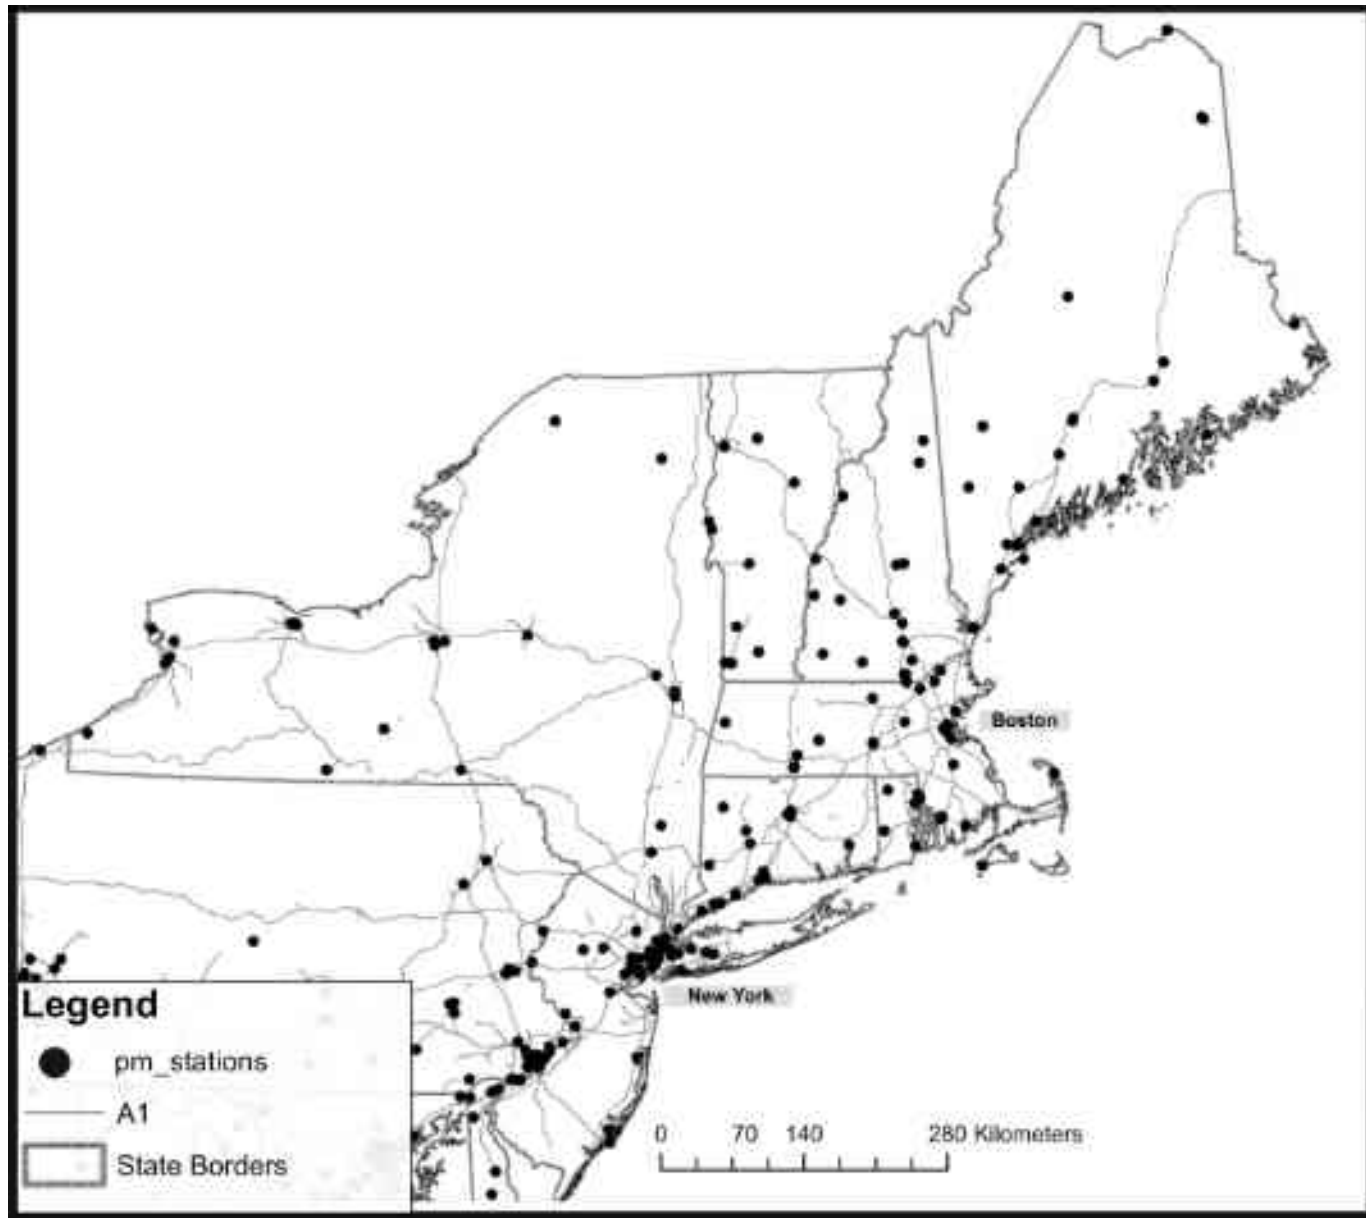 Boston
New York
Legend
pm_stations
A1
State Borders
0 70 140 280 Kilometers